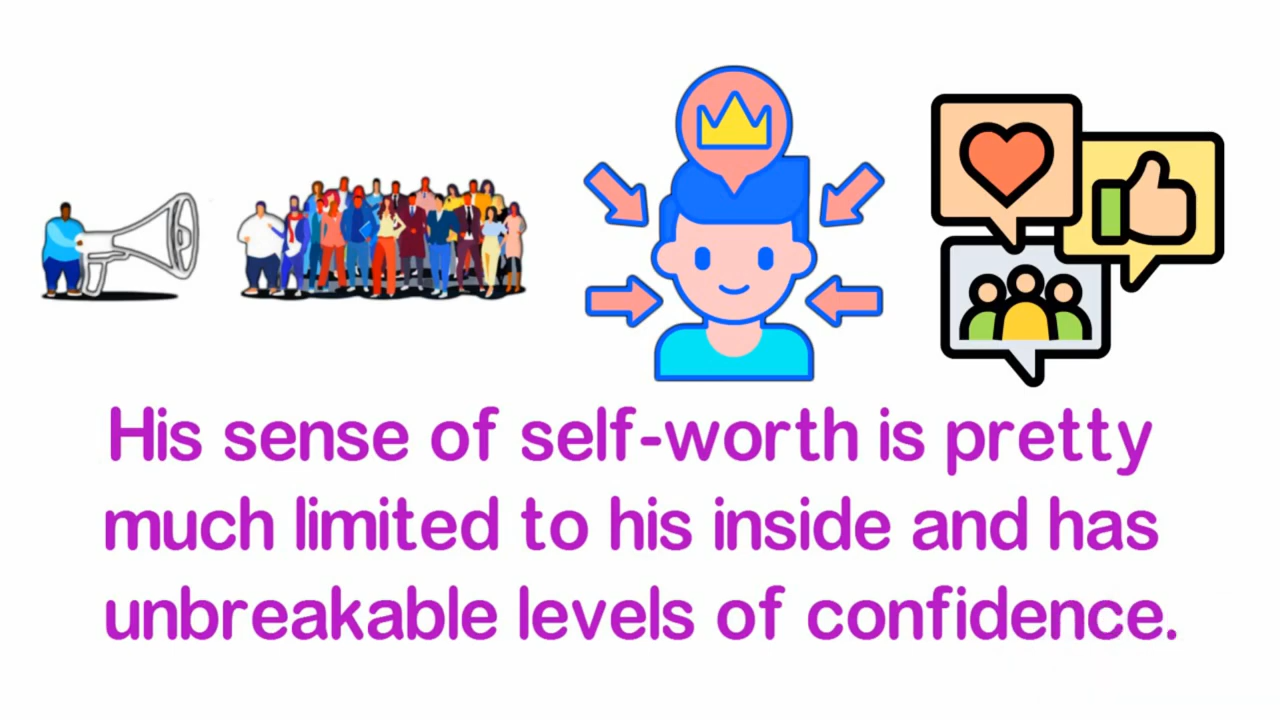 His sense of self-worth is pretty
much limited to his inside and has
unbreakable levels of confidence.